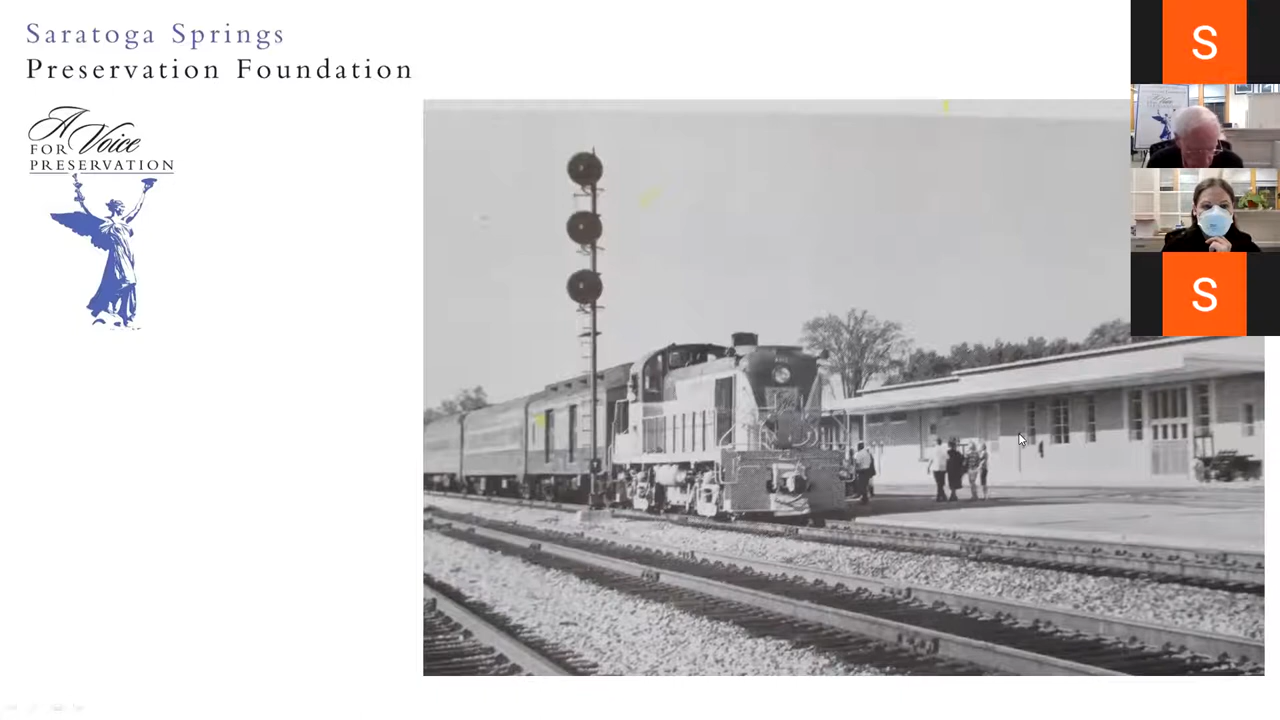 Saratoga Springs
Preservation Foundation
A Voice
FOR
PRESERVATION
S
S